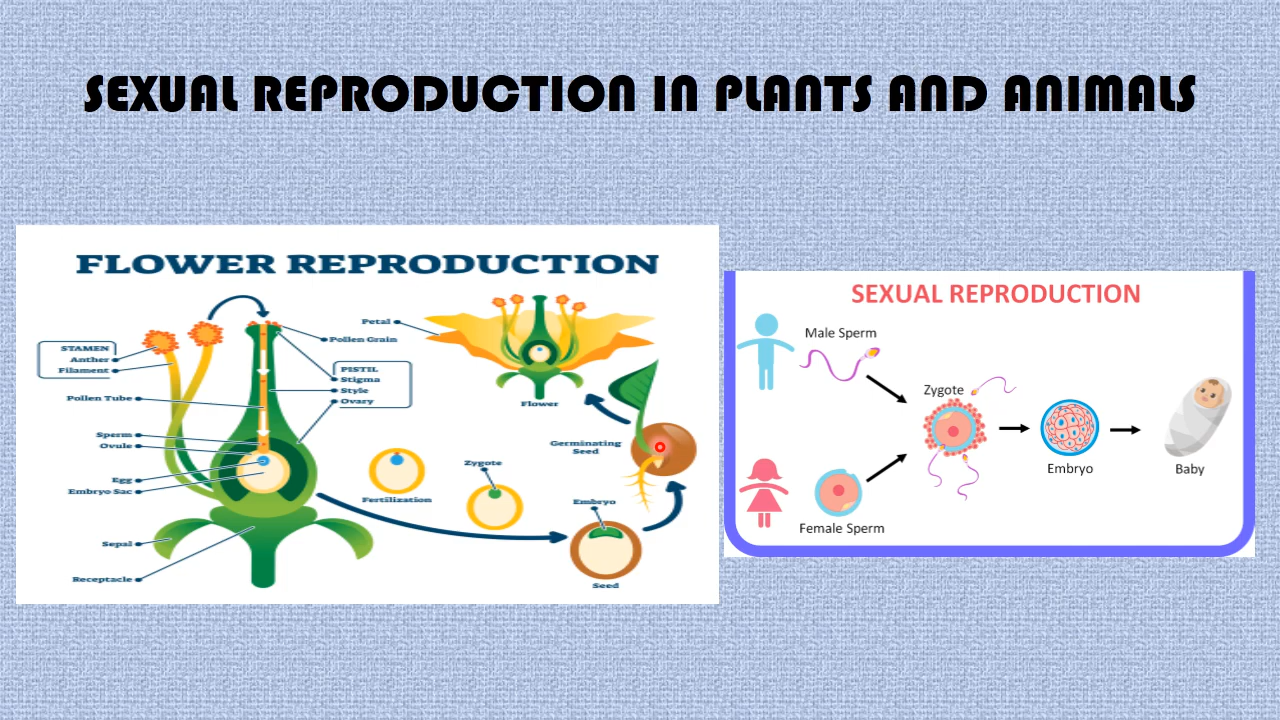 SEXUAL REPRODUCTION IN PLANTS AND ANIMALS
FLOWER REPRODUCTION
STAMEN
Anther
Filament
Pollen Tube
Sperm
Ovule
Egg
Embryo Sac
Sepal
Receptacle
Pollen Grain
PISTIL
Stigma
Style
Ovary
Petal
Flower
Fertilization
Zygote
Embryo
Seed
Germinating
Seed
SEXUAL REPRODUCTION
Male Sperm
Female Sperm
Zygote
Embryo
Baby